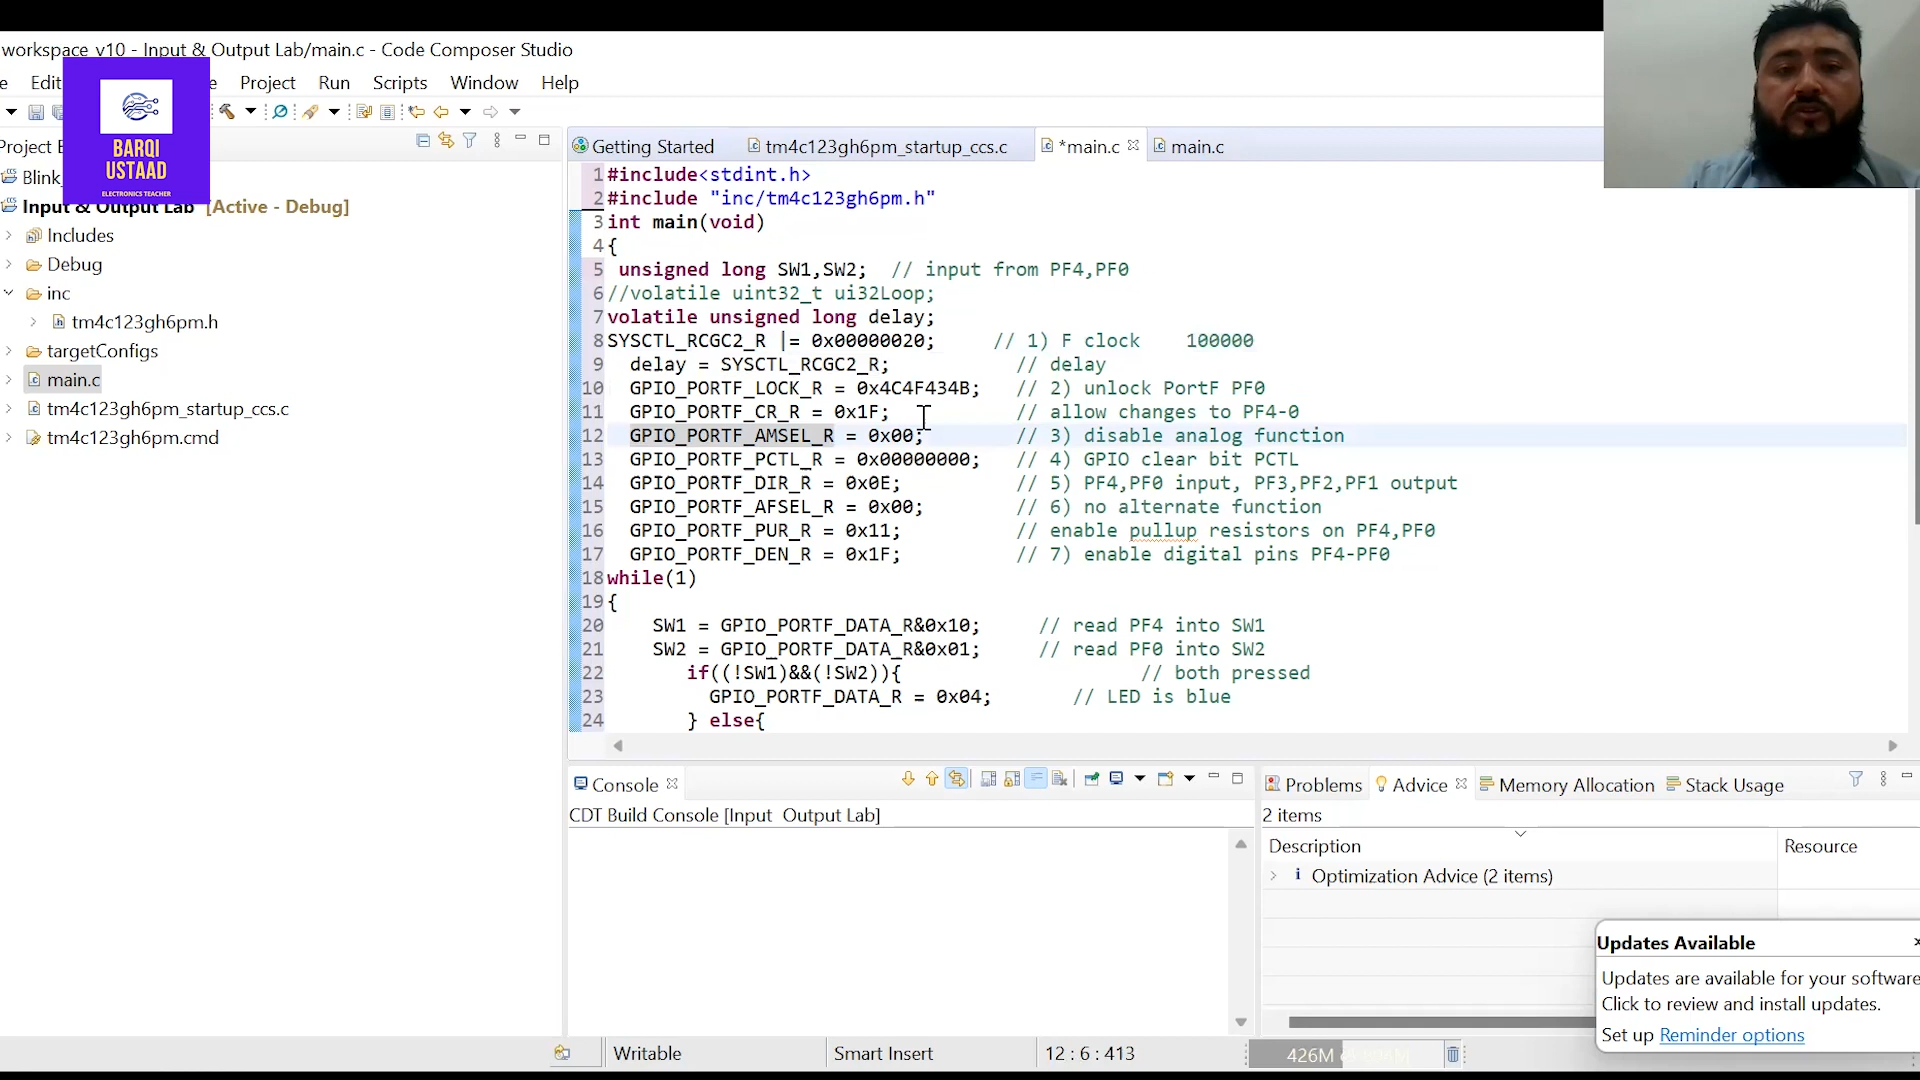 workspace_v10 - Input & Output Lab/main.c - Code Composer Studio
e Edit e Project Run Scripts Window Help
BARQI
USTAAD
ELECTRONICS TEACHER
Project E
Blink_
Input & Output Lab [Active - Debug]
Includes
Debug
inc
tm4c123gh6pm.h
targetConfigs
main.c
tm4c123gh6pm_startup_ccs.c
tm4c123gh6pm.cmd
Getting Started tm4c123gh6pm_startup_ccs.c *main.c main.c
1 #include<stdint.h>
2 #include "inc/tm4c123gh6pm.h"
3 int main(void)
4 {
5 unsigned long SW1,SW2; // input from PF4,PF0
6 //volatile uint32_t ui32Loop;
7 volatile unsigned long delay;
8 SYSCTL_RCGC2_R |= 0x00000020; // 1) F clock 100000
9 delay = SYSCTL_RCGC2_R; // delay
10 GPIO_PORTF_LOCK_R = 0x4C4F434B; // 2) unlock PortF PF0
11 GPIO_PORTF_CR_R = 0x1F; // allow changes to PF4-0
12 GPIO_PORTF_AMSEL_R = 0x00; // 3) disable analog function
13 GPIO_PORTF_PCTL_R = 0x00000000; // 4) GPIO clear bit PCTL
14 GPIO_PORTF_DIR_R = 0x0E; // 5) PF4,PF0 input, PF3,PF2,PF1 output
15 GPIO_PORTF_AFSEL_R = 0x00; // 6) no alternate function
16 GPIO_PORTF_PUR_R = 0x11; // enable pullup resistors on PF4,PF0
17 GPIO_PORTF_DEN_R = 0x1F; // 7) enable digital pins PF4-PF0
18 while(1)
19 {
20 SW1 = GPIO_PORTF_DATA_R&0x10; // read PF4 into SW1
21 SW2 = GPIO_PORTF_DATA_R&0x01; // read PF0 into SW2
22 if((!SW1)&&(!SW2)){ // both pressed
23 GPIO_PORTF_DATA_R = 0x04; // LED is blue
24 } else{
Console
CDT Build Console [Input Output Lab]
Problems Advice Memory Allocation Stack Usage
2 items
Description Resource
Optimization Advice (2 items)
Updates Available
Updates are available for your software
Click to review and install updates.
Set up Reminder options
Writable Smart Insert 12 : 6 : 413 426M